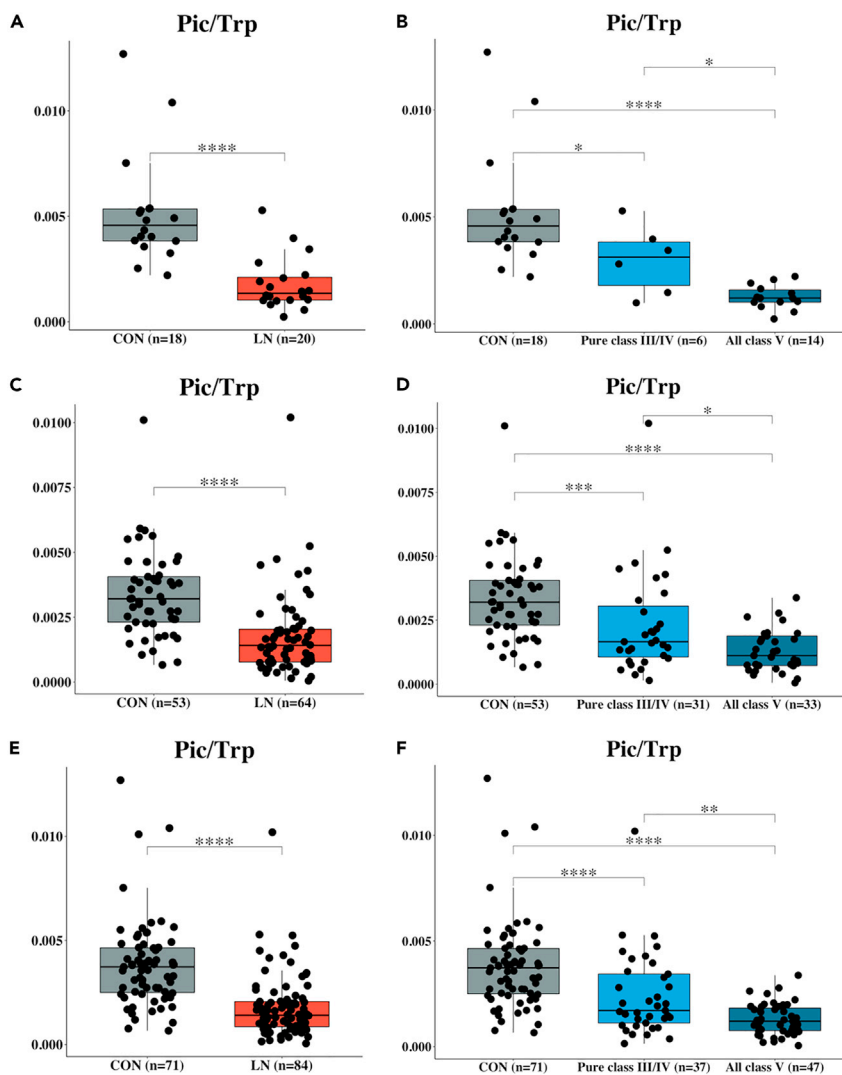 A
Pic/Trp
0.010
0.005
0.000
****
CON (n=18)
LN (n=20)
B
Pic/Trp
0.010
0.005
0.000
*
****
*
CON (n=18)
Pure class III/IV (n=6)
All class V (n=14)
C
Pic/Trp
0.0100
0.0075
0.0050
0.0025
0.0000
****
CON (n=53)
LN (n=64)
D
Pic/Trp
0.0100
0.0075
0.0050
0.0025
0.0000
*
****
***
CON (n=53)
Pure class III/IV (n=31)
All class V (n=33)
E
Pic/Trp
0.010
0.005
0.000
****
CON (n=71)
LN (n=84)
F
Pic/Trp
0.010
0.005
0.000
**
****
****
CON (n=71)
Pure class III/IV (n=37)
All class V (n=47)